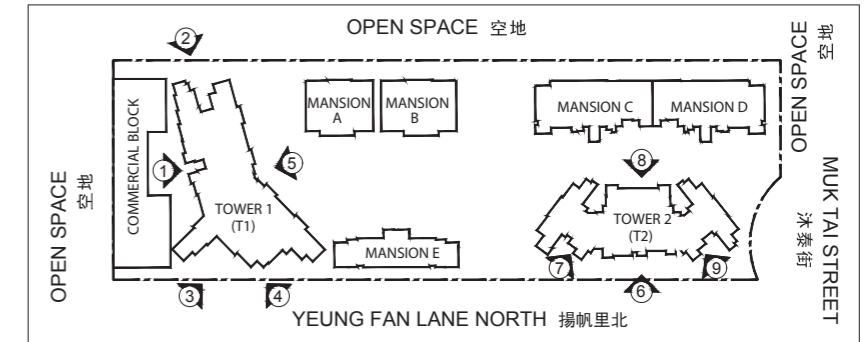 OPEN SPACE 空地
②
OPEN SPACE
空地
MANSION
A
MANSION
B
MANSION C
MANSION D
COMMERCIAL BLOCK
①
⑤
⑧
OPEN SPACE
空地
TOWER 1
(T1)
TOWER 2
(T2)
MUK TAI STREET
沐泰街
MANSION E
⑦
⑨
③
④
⑥
YEUNG FAN LANE NORTH 揚帆里北